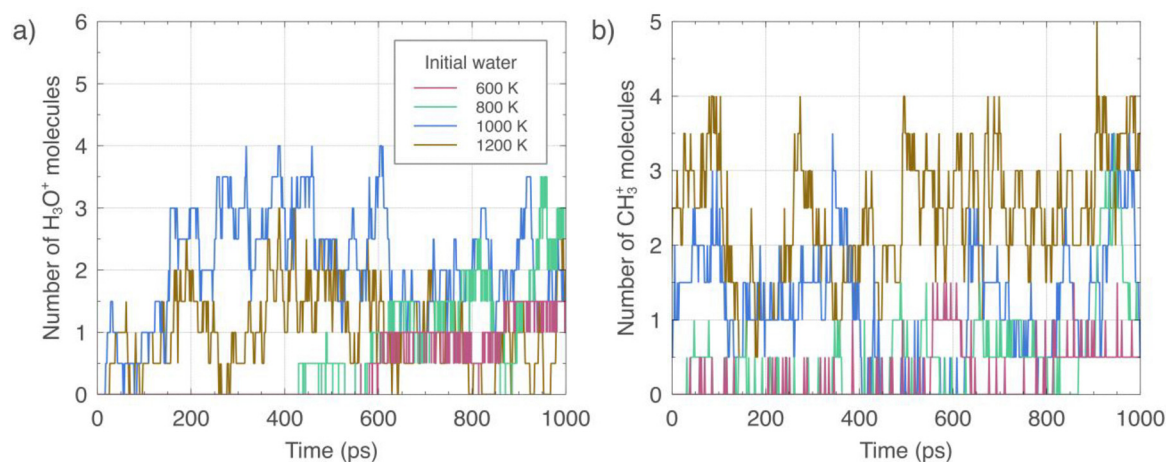 a)
Number of H₃O⁺ molecules
6
5
4
3
2
1
0
Initial water
600 K
800 K
1000 K
1200 K
0 200 400 600 800 1000
Time (ps)
b)
Number of CH₃⁺ molecules
5
4
3
2
1
0
0 200 400 600 800 1000
Time (ps)